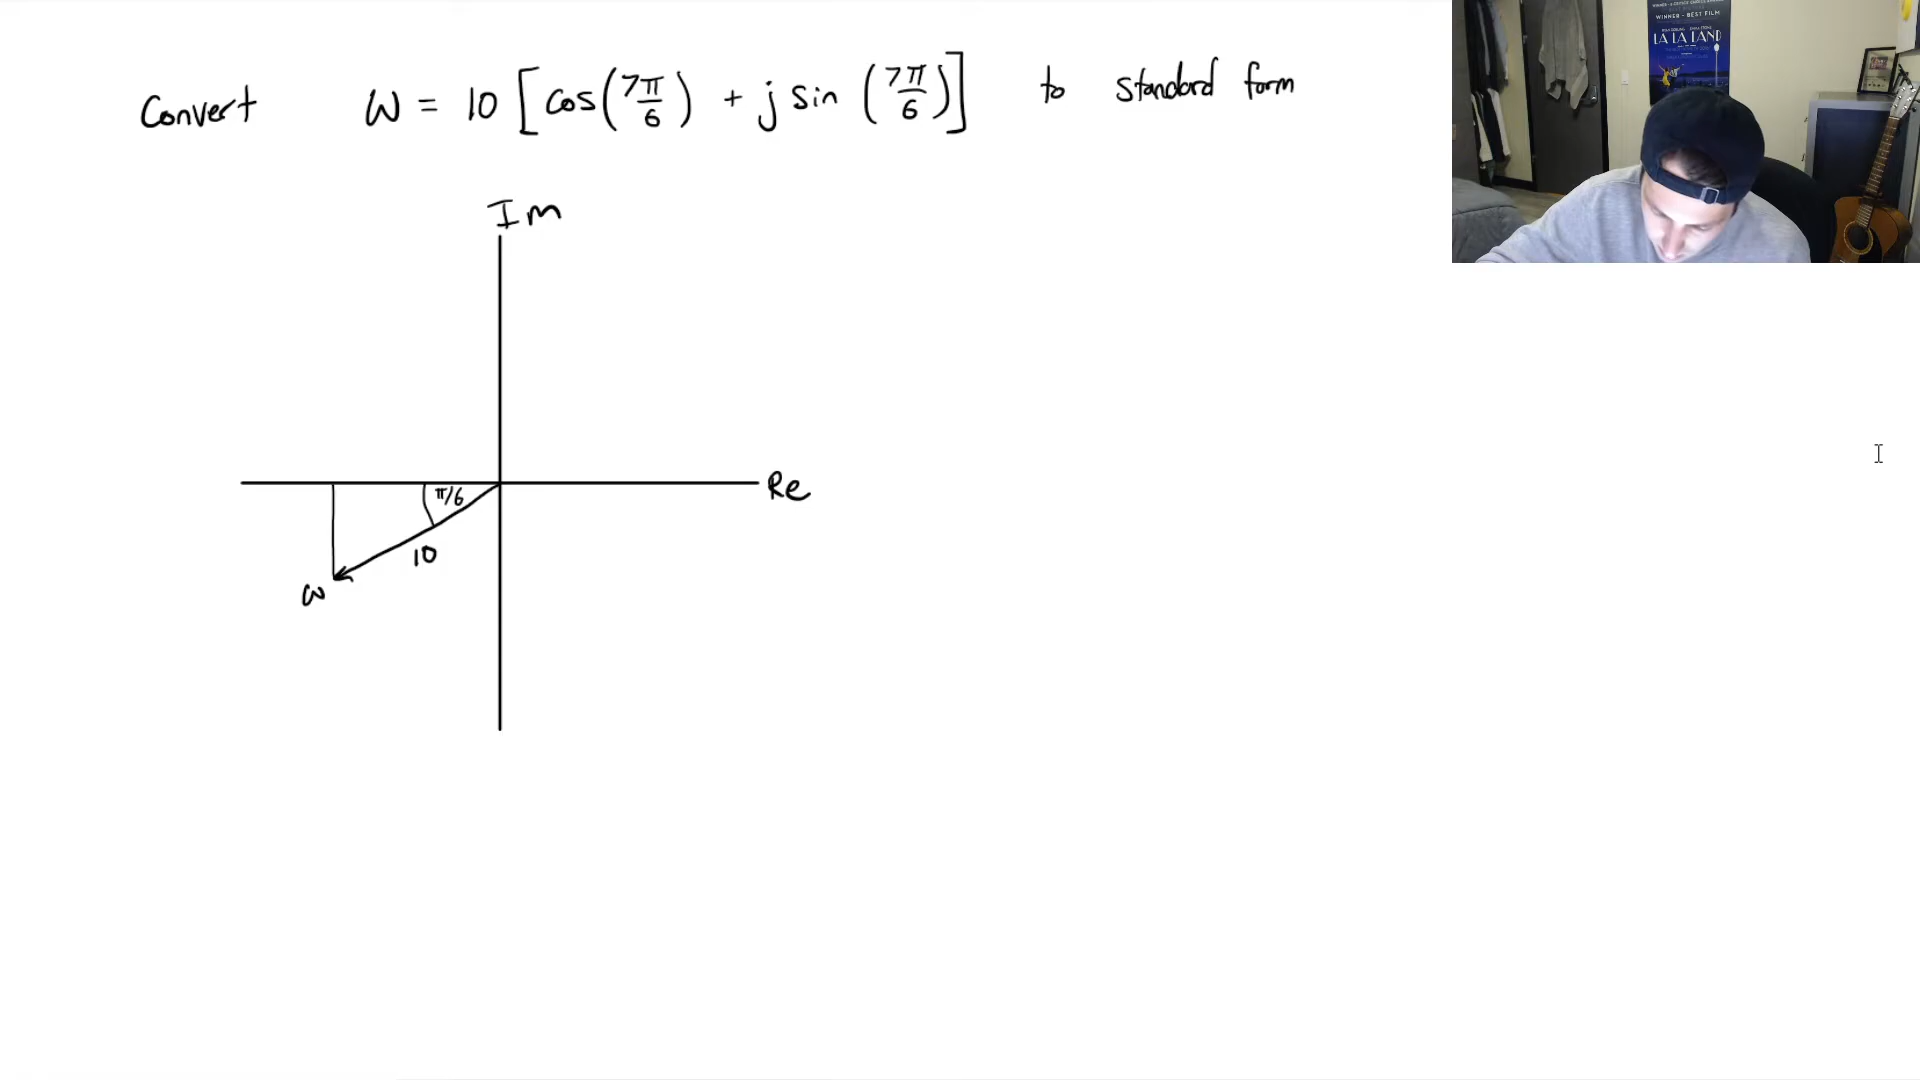 Convert ω = 10 [cos(7π/6) + j sin (7π/6)] to standard form
Im
Re
π/6
10
ω
WINNER - BEST FILM
LA LA LAND